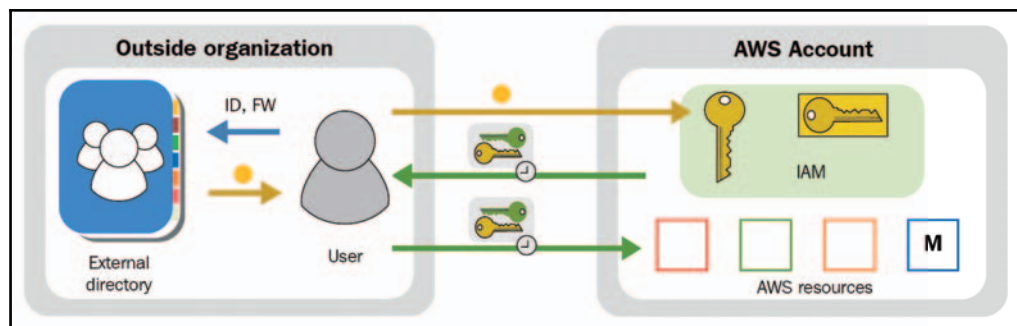 Outside organization
AWS Account
ID, FW
IAM
External
directory
User
M
AWS resources